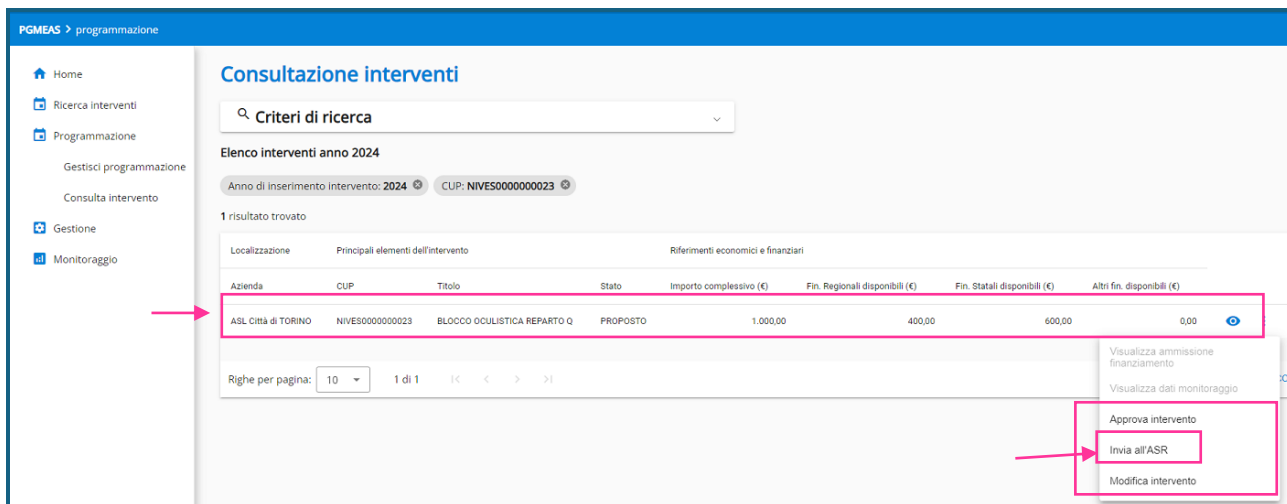 PGMEAS > programmazione
Home
Ricerca interventi
Programmazione
Gestisci programmazione
Consulta intervento
Gestione
Monitoraggio
Consultazione interventi
Criteri di ricerca
Elenco interventi anno 2024
Anno di inserimento intervento: 2024 CUP: NIVES0000000023
1 risultato trovato
Localizzazione Principali elementi dell'intervento Riferimenti economici e finanziari
Azienda CUP Titolo Stato Importo complessivo (€) Fin. Regionali disponibili (€) Fin. Statali disponibili (€) Altri fin. disponibili (€)
ASL Città di TORINO NIVES0000000023 BLOCCO OCULISTICA REPARTO Q PROPOSTO 1.000,00 400,00 600,00 0,00
Righe per pagina: 10 1 di 1
Visualizza ammissione
finanziamento
Visualizza dati monitoraggio
Approva intervento
Invia all'ASR
Modifica intervento